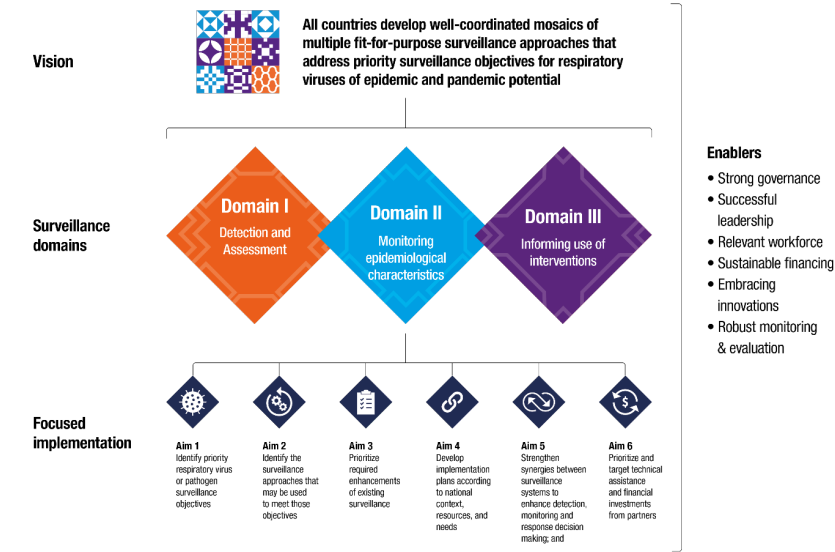 Vision
All countries develop well-coordinated mosaics of
multiple fit-for-purpose surveillance approaches that
address priority surveillance objectives for respiratory
viruses of epidemic and pandemic potential
Surveillance
domains
Domain I
Detection and
Assessment
Domain II
Monitoring
epidemiological
characteristics
Domain III
Informing use of
interventions
Enablers
• Strong governance
• Successful
leadership
• Relevant workforce
• Sustainable financing
• Embracing
innovations
• Robust monitoring
& evaluation
Focused
implementation
Aim 1
Identify priority
respiratory virus
or pathogen
surveillance
objectives
Aim 2
Identify the
surveillance
approaches that
may be used
to meet those
objectives
Aim 3
Prioritize
required
enhancements
of existing
surveillance
Aim 4
Develop
implementation
plans according
to national
context,
resources, and
needs
Aim 5
Strengthen
synergies between
surveillance
systems to
enhance detection,
monitoring and
response decision
making; and
$
Aim 6
Prioritize and
target technical
assistance
and financial
investments
from partners